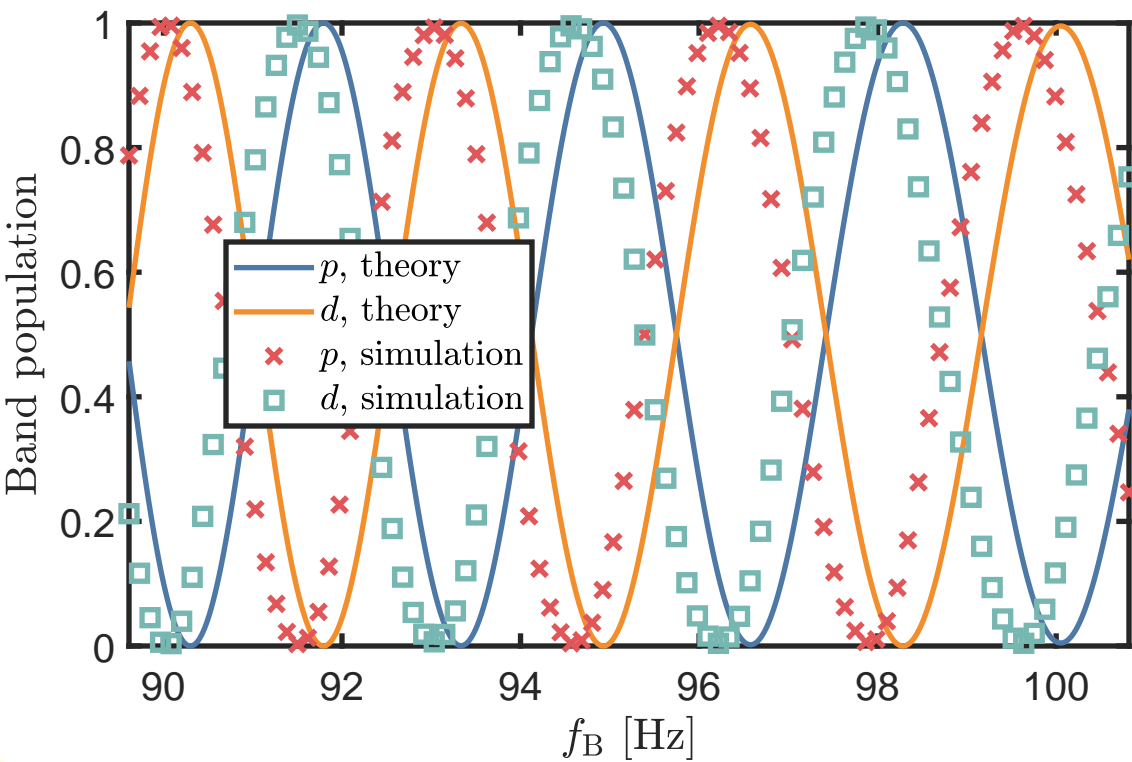 1
0.8
0.6
0.4
0.2
0
Band population
p, theory
d, theory
p, simulation
d, simulation
90 92 94 96 98 100
f_B [Hz]